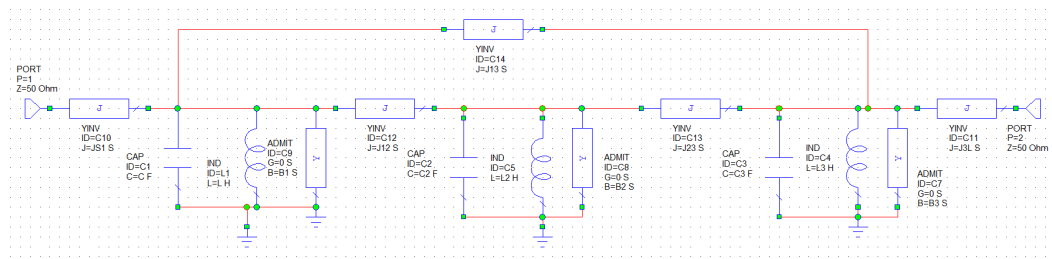 J
YINV
ID=C14
J=J13 S
PORT
P=1
Z=50 Ohm
J
YINV
ID=C10
J=JS1 S
CAP
ID=C1
C=C F
IND
ID=L1
L=L H
ADMIT
ID=C9
G=0 S
B=B1 S
Y
J
YINV
ID=C12
J=J12 S
CAP
ID=C2
C=C2 F
IND
ID=C5
L=L2 H
Y
ADMIT
ID=C8
G=0 S
B=B2 S
J
YINV
ID=C13
J=J23 S
CAP
ID=C3
C=C3 F
IND
ID=C4
L=L3 H
Y
ADMIT
ID=C7
G=0 S
B=B3 S
J
YINV
ID=C11
J=J3L S
PORT
P=2
Z=50 Ohm